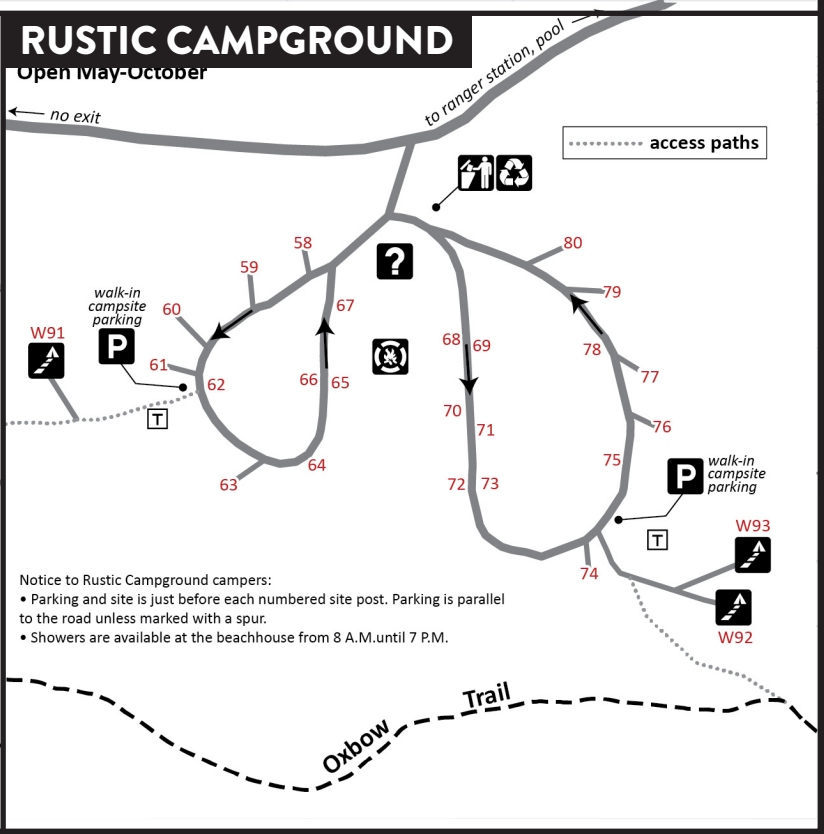 RUSTIC CAMPGROUND
Open May-October
to ranger station, pool
no exit
access paths
80
58
?
59
79
walk-in
campsite
parking
60
67
W91
P
68
69
78
61
62
66
65
77
70
T
71
76
64
75
63
72
73
P
walk-in
campsite
parking
W93
T
74
Notice to Rustic Campground campers:
• Parking and site is just before each numbered site post. Parking is parallel
to the road unless marked with a spur.
• Showers are available at the beachhouse from 8 A.M.until 7 P.M.
W92
Oxbow Trail